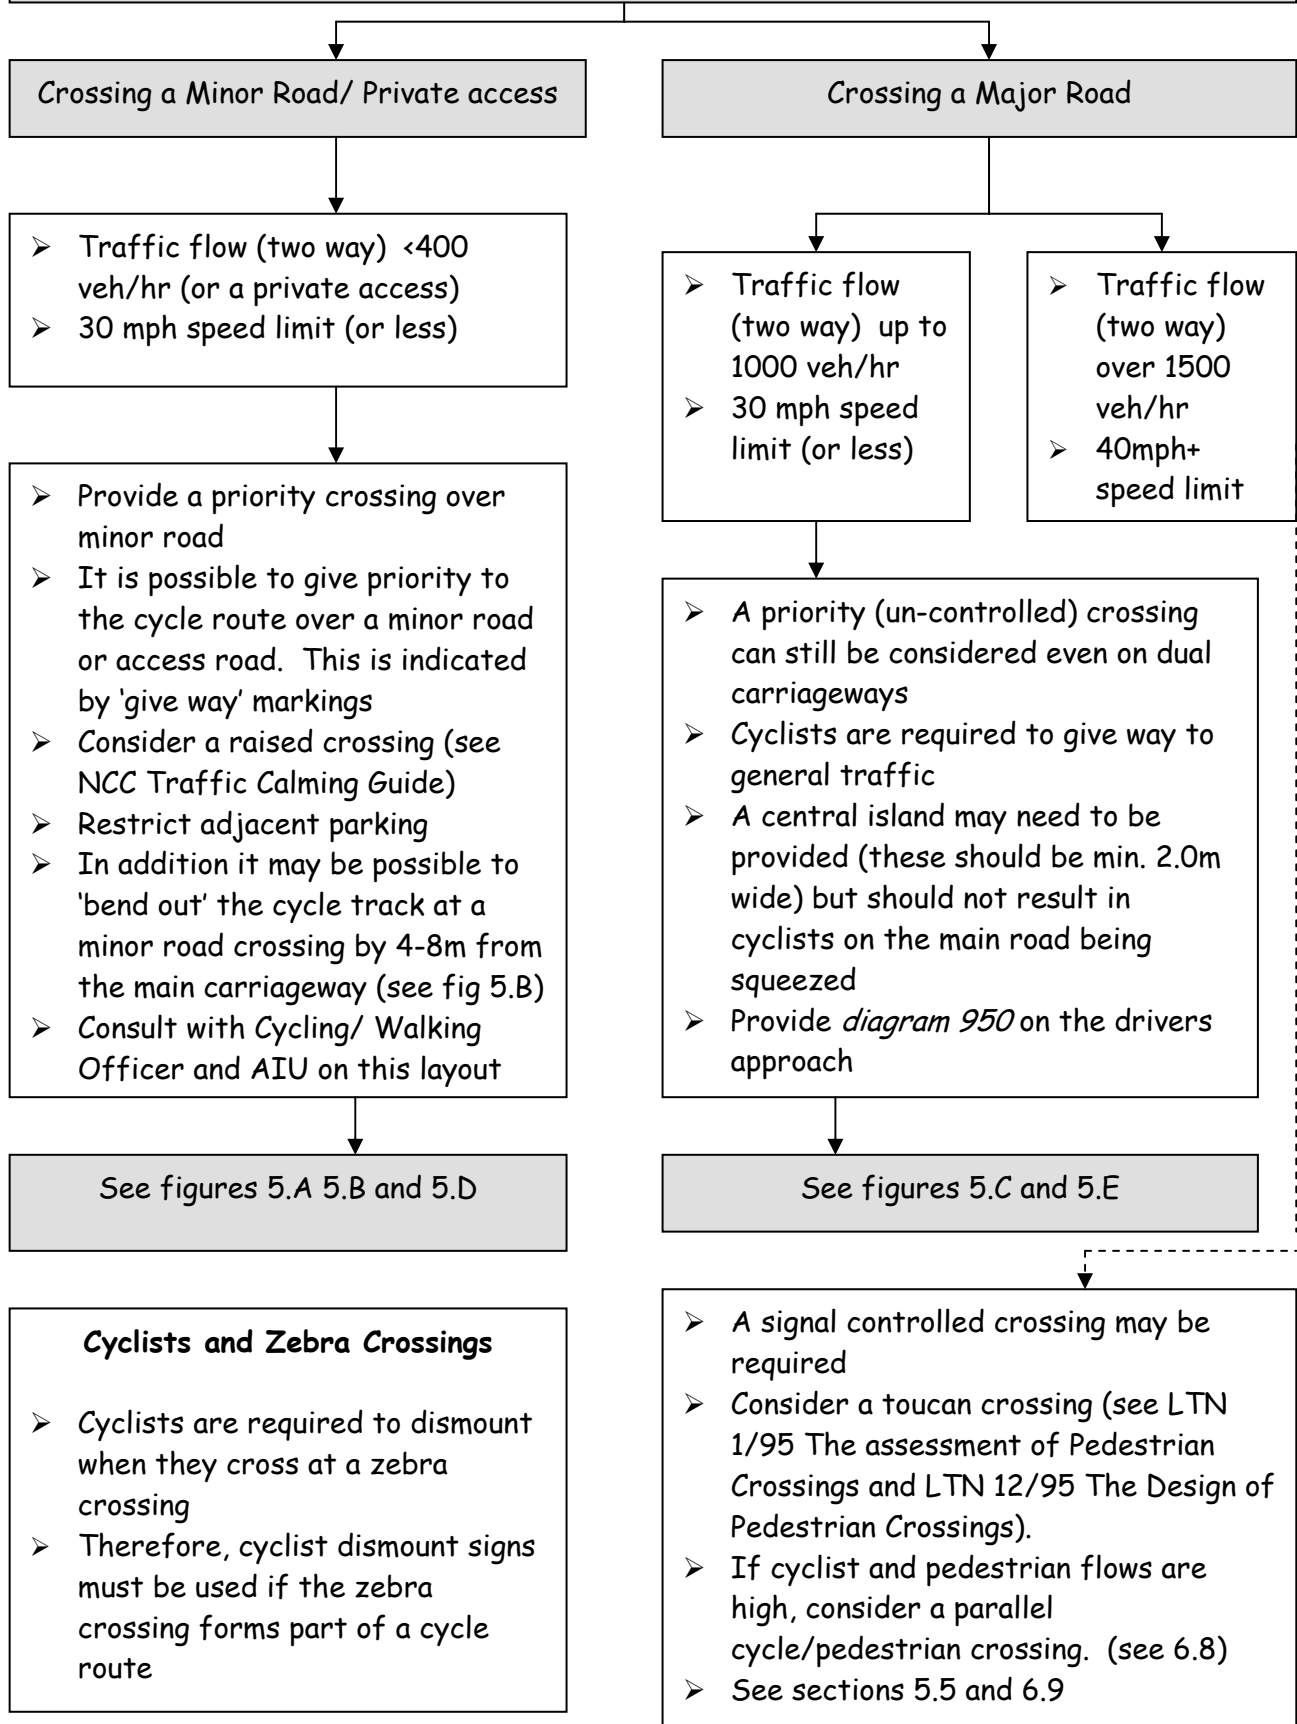 Crossing a Minor Road/ Private access
➢ Traffic flow (two way)  <400
veh/hr (or a private access)
➢ 30 mph speed limit (or less)
➢ Provide a priority crossing over
minor road
➢ It is possible to give priority to
the cycle route over a minor road
or access road.  This is indicated
by ‘give way’ markings
➢ Consider a raised crossing (see
NCC Traffic Calming Guide)
➢ Restrict adjacent parking
➢ In addition it may be possible to
‘bend out’ the cycle track at a
minor road crossing by 4-8m from
the main carriageway (see fig 5.B)
➢ Consult with Cycling/ Walking
Officer and AIU on this layout
See figures 5.A 5.B and 5.D
Crossing a Major Road
➢ Traffic flow
(two way)  up to
1000 veh/hr
➢ 30 mph speed
limit (or less)
➢ Traffic flow
(two way)
over 1500
veh/hr
➢ 40mph+
speed limit
➢ A priority (un-controlled) crossing
can still be considered even on dual
carriageways
➢ Cyclists are required to give way to
general traffic
➢ A central island may need to be
provided (these should be min. 2.0m
wide) but should not result in
cyclists on the main road being
squeezed
➢ Provide diagram 950 on the drivers
approach
See figures 5.C and 5.E
Cyclists and Zebra Crossings
➢ Cyclists are required to dismount
when they cross at a zebra
crossing
➢ Therefore, cyclist dismount signs
must be used if the zebra
crossing forms part of a cycle
route
➢ A signal controlled crossing may be
required
➢ Consider a toucan crossing (see LTN
1/95 The assessment of Pedestrian
Crossings and LTN 12/95 The Design of
Pedestrian Crossings).
➢ If cyclist and pedestrian flows are
high, consider a parallel
cycle/pedestrian crossing.  (see 6.8)
➢ See sections 5.5 and 6.9